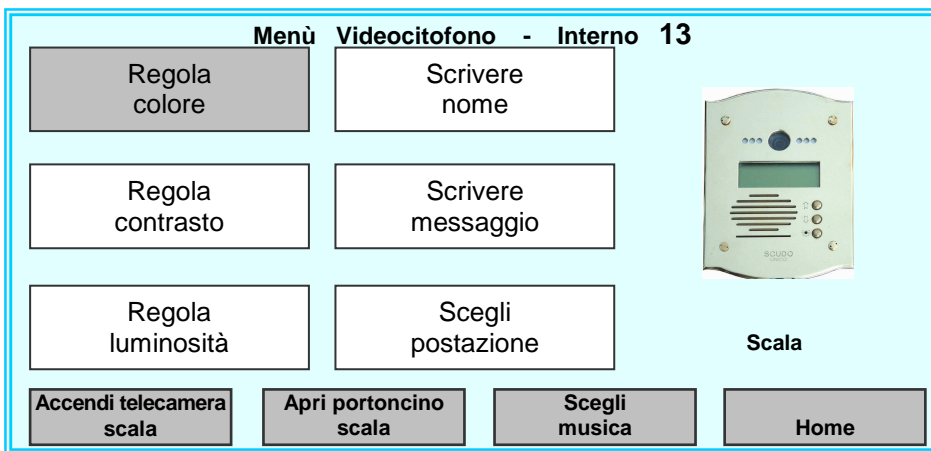 Menù Videocitofono - Interno 13
Regola
colore
Scrivere
nome
Regola
contrasto
Scrivere
messaggio
SCUDO
Regola
luminosità
Scegli
postazione
Scala
Accendi telecamera
scala
Apri portoncino
scala
Scegli
musica
Home